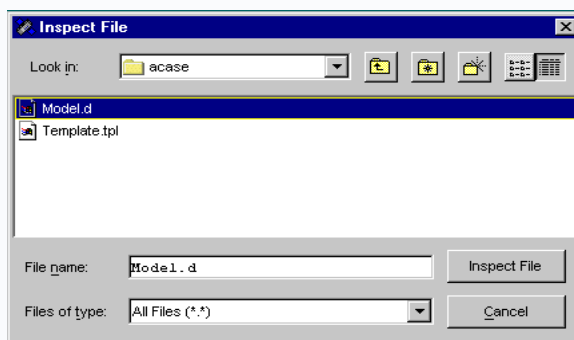 Inspect File
Look in:
acase
Model.d
Template.tpl
File name:
Model.d
Inspect File
Files of type:
All Files (*.*)
Cancel